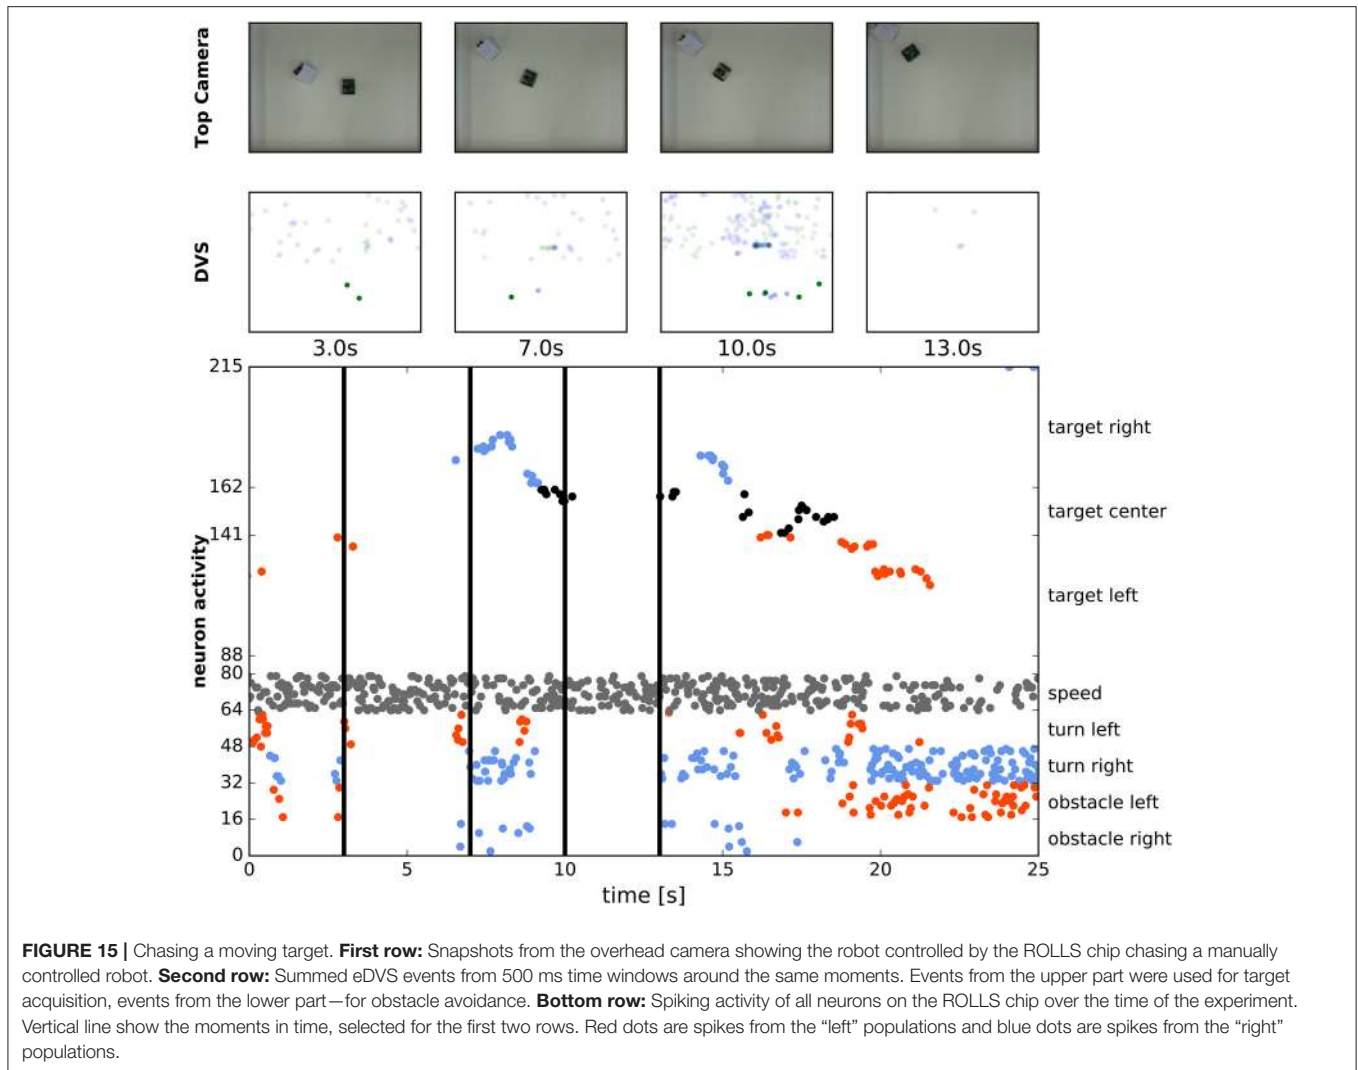 Top Camera
DVS
3.0s 7.0s 10.0s 13.0s
215
162
141
88
80
64
48
32
16
0
neuron activity
target right
target center
target left
speed
turn left
turn right
obstacle left
obstacle right
0 5 10 15 20 25
time [s]
FIGURE 15 | Chasing a moving target. First row: Snapshots from the overhead camera showing the robot controlled by the ROLLS chip chasing a manually
controlled robot. Second row: Summed eDVS events from 500 ms time windows around the same moments. Events from the upper part were used for target
acquisition, events from the lower part—for obstacle avoidance. Bottom row: Spiking activity of all neurons on the ROLLS chip over the time of the experiment.
Vertical line show the moments in time, selected for the first two rows. Red dots are spikes from the “left” populations and blue dots are spikes from the “right”
populations.